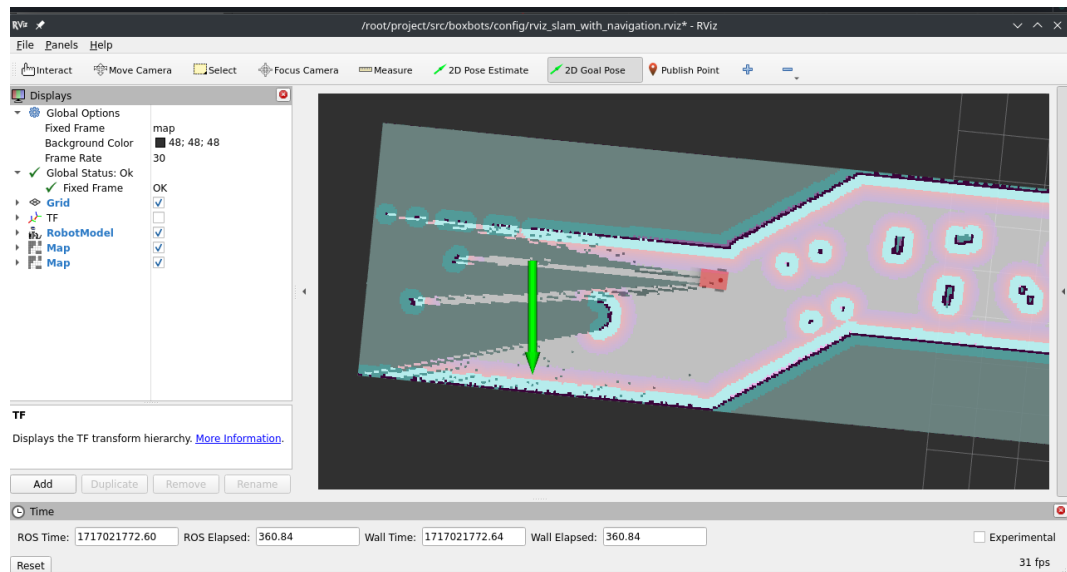 RViz
/root/project/src/boxbots/config/rviz_slam_with_navigation.rviz* - RViz
File Panels Help
Interact Move Camera Select Focus Camera Measure 2D Pose Estimate 2D Goal Pose Publish Point
Displays
Global Options
Fixed Frame map
Background Color 48; 48; 48
Frame Rate 30
Global Status: Ok
Fixed Frame OK
Grid
TF
RobotModel
Map
Map
TF
Displays the TF transform hierarchy. More Information.
Add Duplicate Remove Rename
Time
ROS Time: 1717021772.60 ROS Elapsed: 360.84 Wall Time: 1717021772.64 Wall Elapsed: 360.84 Experimental
Reset 31 fps